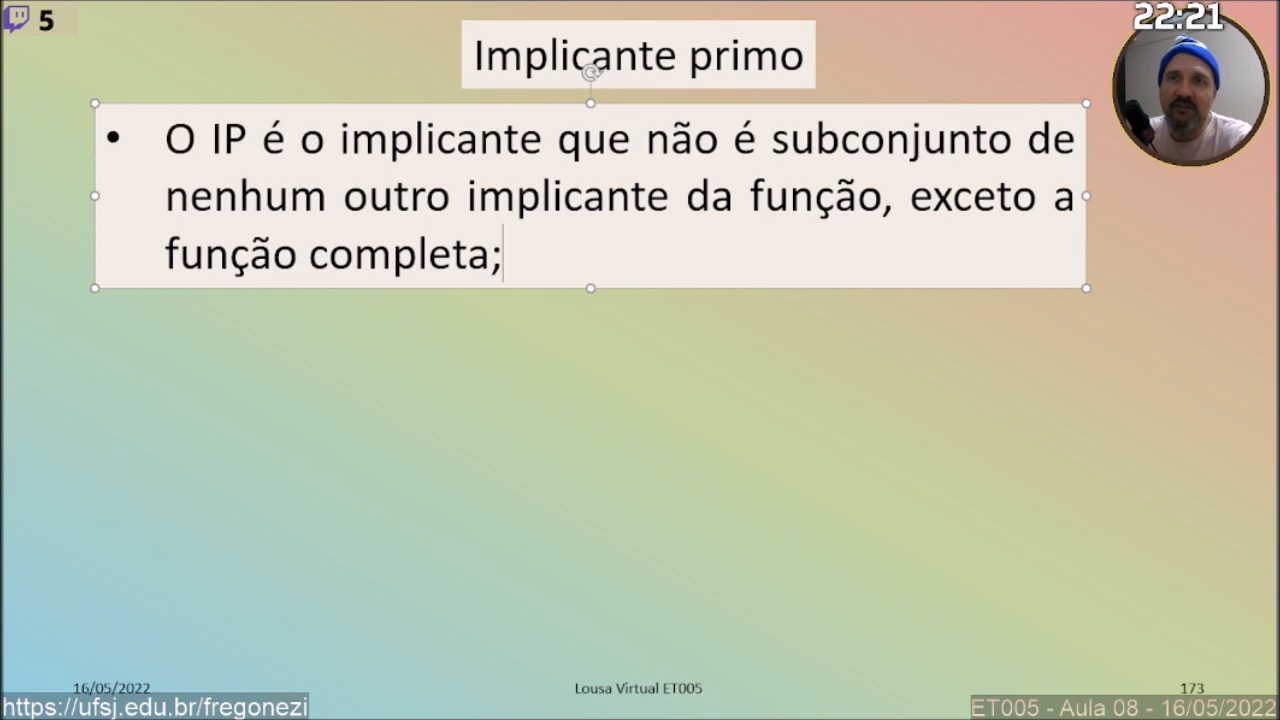 5
22:21
Implicante primo
• O IP é o implicante que não é subconjunto de
nenhum outro implicante da função, exceto a
função completa;
16/05/2022
Lousa Virtual ET005
173
https://ufsj.edu.br/fregonezi
ET005 - Aula 08 - 16/05/2022